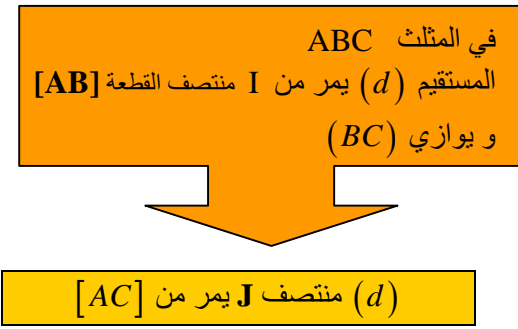 في المثلث ABC
المستقيم (d) يمر من I منتصف القطعة [AB]
و يوازي (BC)
(d) يمر من J منتصف [AC]